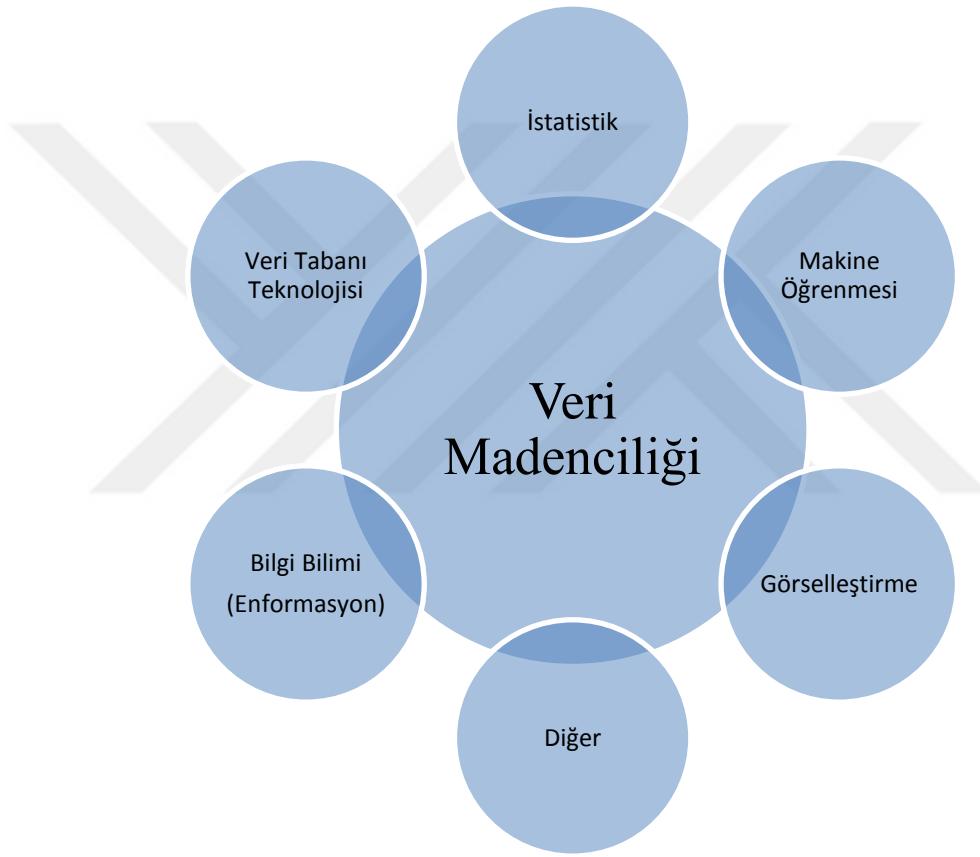 İstatistik
Veri Tabanı
Teknolojisi
Makine
Öğrenmesi
Veri
Madenciliği
Bilgi Bilimi
(Enformasyon)
Görselleştirme
Diğer